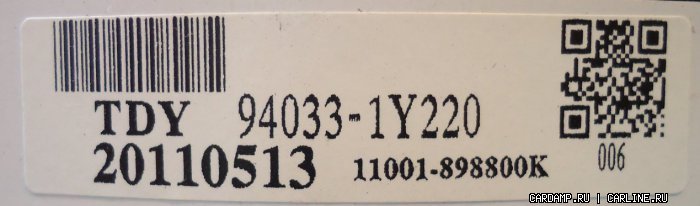 TDY 94033-1Y220
006
20110513 11001-898800K
CARDAMP.RU | CARLINE.RU